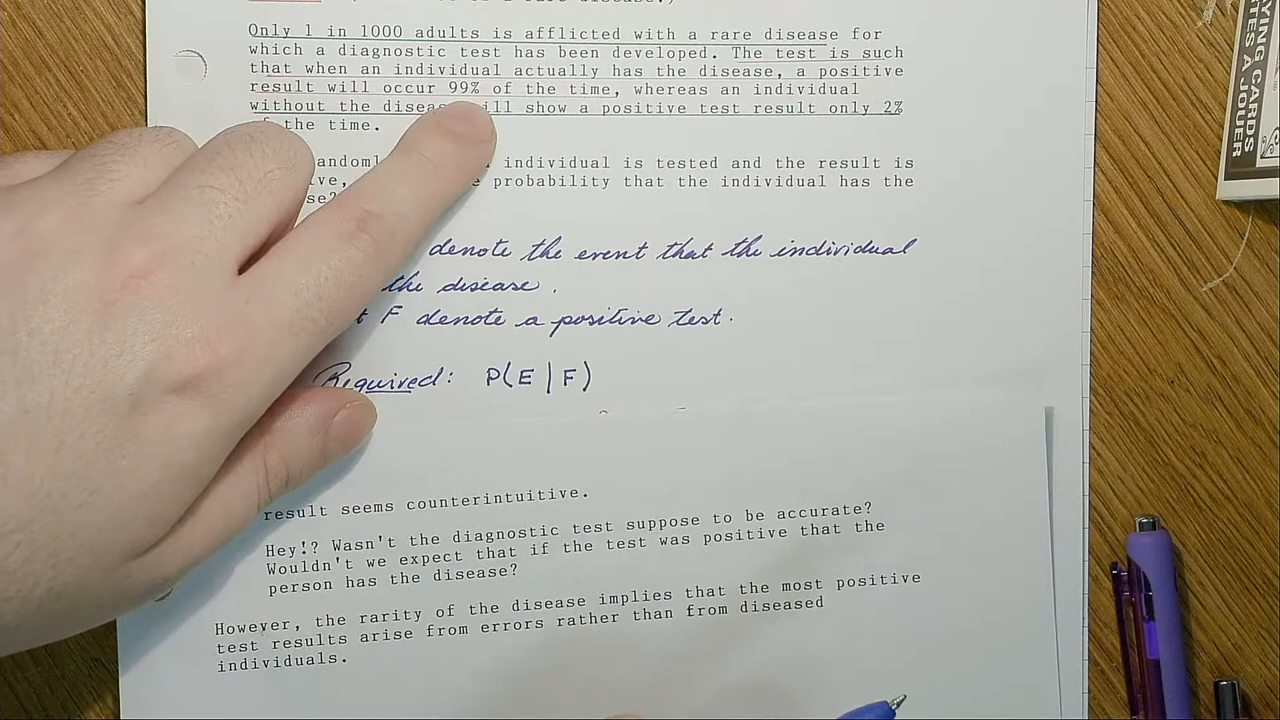 Only 1 in 1000 adults is afflicted with a rare disease for
which a diagnostic test has been developed. The test is such
that when an individual actually has the disease, a positive
result will occur 99% of the time, whereas an individual
without the will show a positive test result only 2%
the time.
individual is tested and the result is
probability that the individual has the
denote the event that the individual
the disease.
F denote a positive test.
Required: P(E|F)
result seems counterintuitive.
Hey!? Wasn't the diagnostic test suppose to be accurate?
Wouldn't we expect that if the test was positive that the
person has the disease?
However, the rarity of the disease implies that the most positive
test results arise from errors rather than from diseased
individuals.
YING CARDS
TES A JOUER